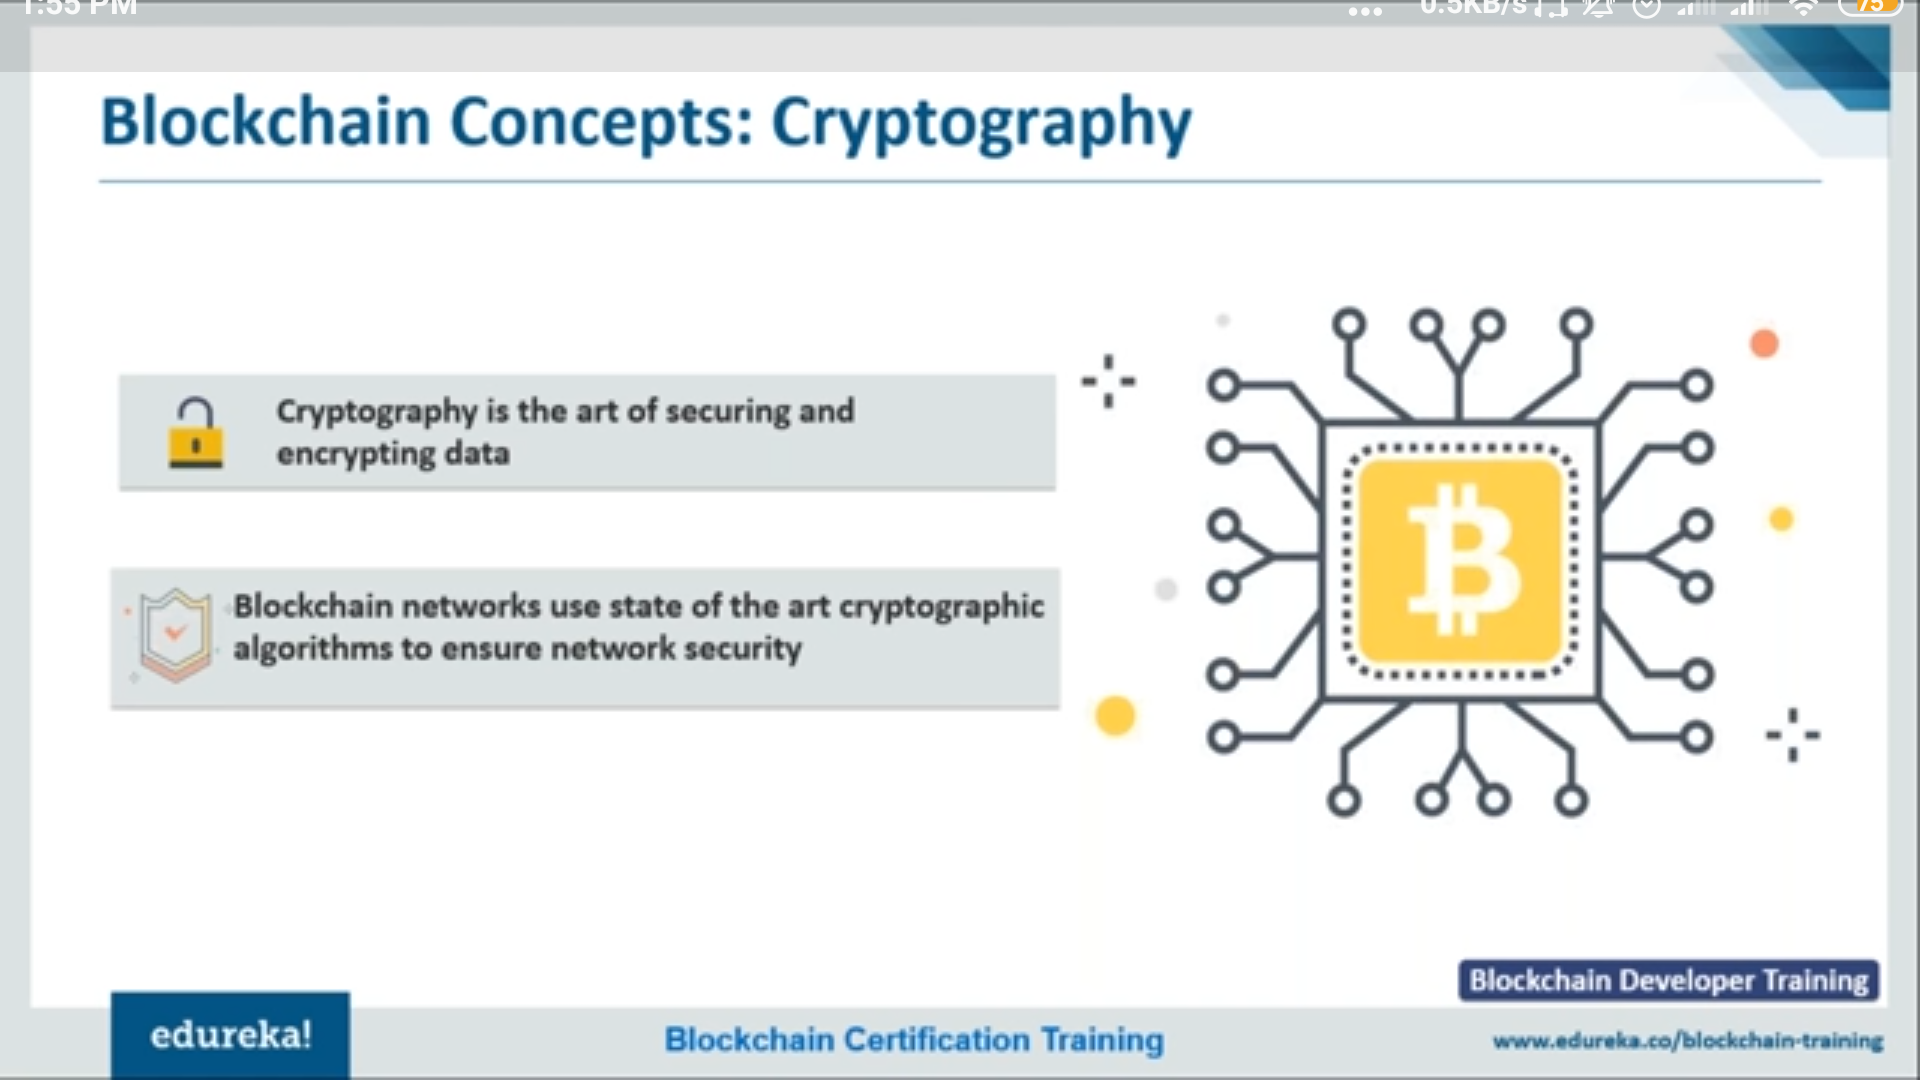 1:55 PM
0.5KB/s
75
Blockchain Concepts: Cryptography
Cryptography is the art of securing and
encrypting data
Blockchain networks use state of the art cryptographic
algorithms to ensure network security
Blockchain Developer Training
edureka!
Blockchain Certification Training
www.edureka.co/blockchain-training